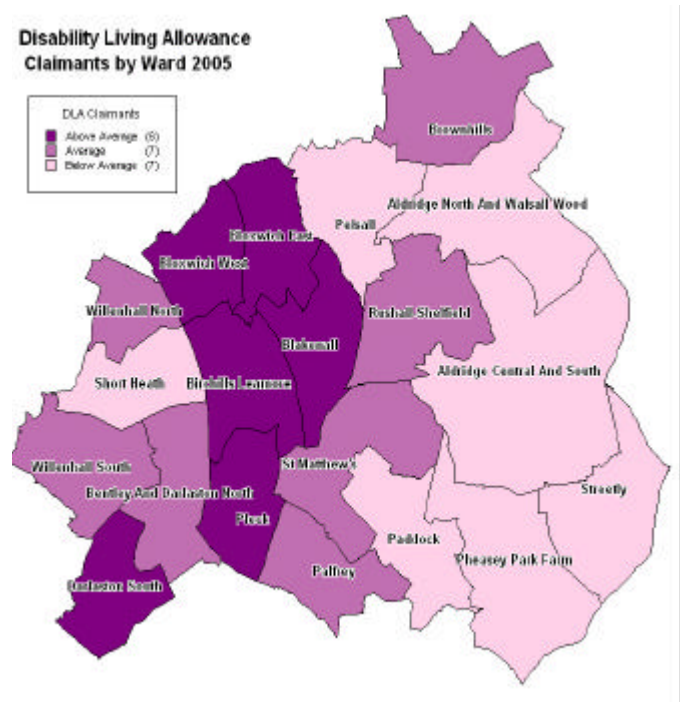 Disability Living Allowance
Claimants by Ward 2005
DLA Claimants
Above Average (6)
Average (7)
Below Average (7)
Brownhills
Aldridge North And Walsall Wood
Pelsall
Bloxwich East
Bloxwich West
Willenhall North
Rushall-Shelfield
Blakenall
Short Heath
Birchills Leamore
Aldridge Central And South
St Matthew's
Willenhall South
Bentley And Darlaston North
Streetly
Pleck
Paddock
Pheasey Park Farm
Palfrey
Darlaston South